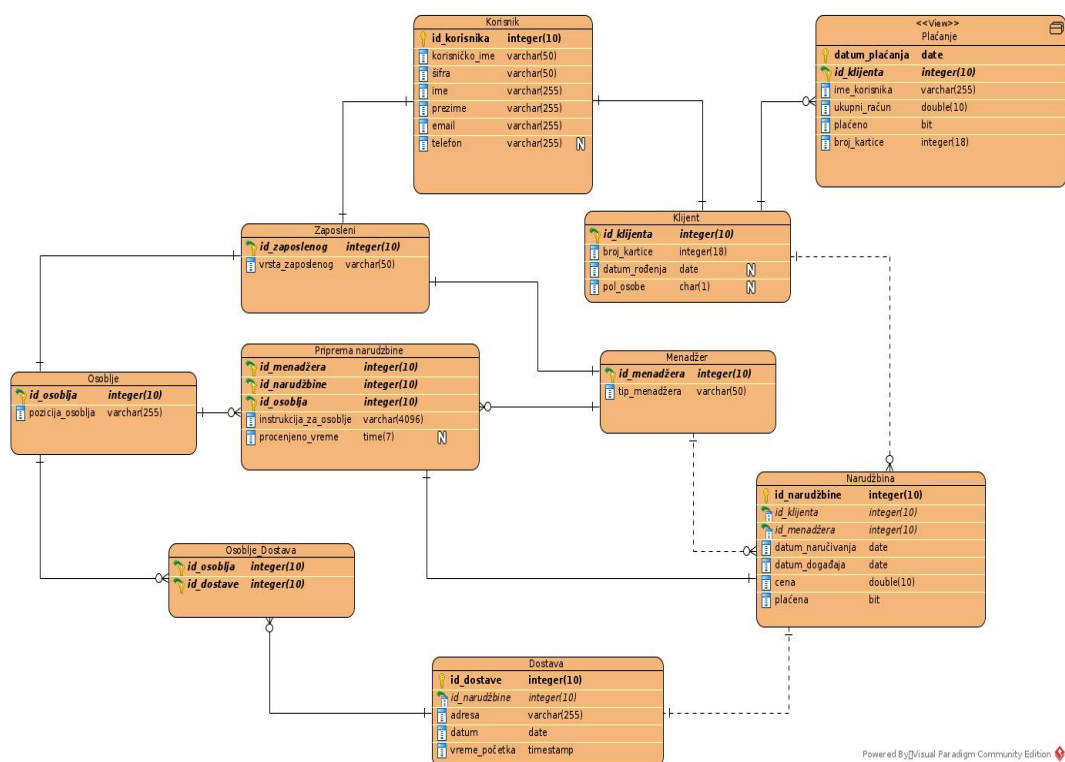 Korisnik
id_korisnika integer(10)
korisničko_ime varchar(50)
šifra varchar(50)
ime varchar(255)
prezime varchar(255)
email varchar(255)
telefon varchar(255) N
<<View>>
Plaćanje
datum_plaćanja date
id_klijenta integer(10)
ime_korisnika varchar(255)
ukupni_račun double(10)
plaćeno bit
broj_kartice integer(18)
Zaposleni
id_zaposlenog integer(10)
vrsta_zaposlenog varchar(50)
Klijent
id_klijenta integer(10)
broj_kartice integer(18)
datum_rođenja date N
pol_osobe char(1) N
Osoblje
id_osoblja integer(10)
pozicija_osoblja varchar(255)
Priprema narudzbine
id_menadžera integer(10)
id_narudžbine integer(10)
id_osoblja integer(10)
instrukcija_za_osoblje varchar(4096)
procenjeno_vreme time(7) N
Menadžer
id_menadžera integer(10)
tip_menadžera varchar(50)
Narudžbina
id_narudžbine integer(10)
id_klijenta integer(10)
id_menadžera integer(10)
datum_naručivanja date
datum_događaja date
cena double(10)
plaćena bit
Osoblje_Dostava
id_osoblja integer(10)
id_dostave integer(10)
Dostava
id_dostave integer(10)
id_narudžbine integer(10)
adresa varchar(255)
datum date
vreme_početka timestamp
Powered By Visual Paradigm Community Edition